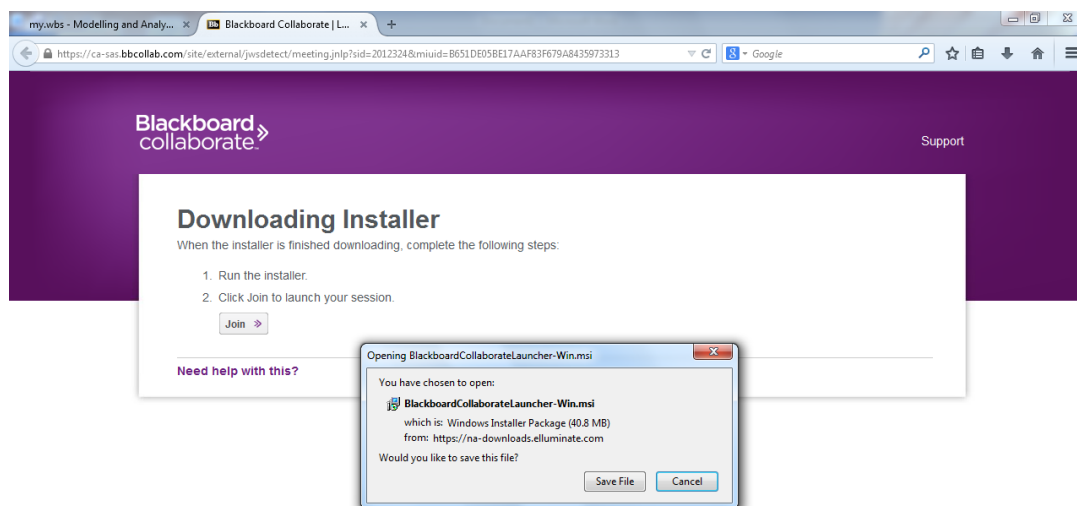 my.wbs - Modelling and Analy...
Blackboard Collaborate | L...
https://ca-sas.bbcollab.com/site/external/jwsdetect/meeting.jnlp?sid=2012324&miuid=B651DE05BE17AAF83F679A8435973313
Google
Blackboard
collaborate
Support
Downloading Installer
When the installer is finished downloading, complete the following steps:
1. Run the installer.
2. Click Join to launch your session.
Join
Need help with this?
Opening BlackboardCollaborateLauncher-Win.msi
You have chosen to open:
BlackboardCollaborateLauncher-Win.msi
which is: Windows Installer Package (40.8 MB)
from: https://na-downloads.elluminate.com
Would you like to save this file?
Save File
Cancel